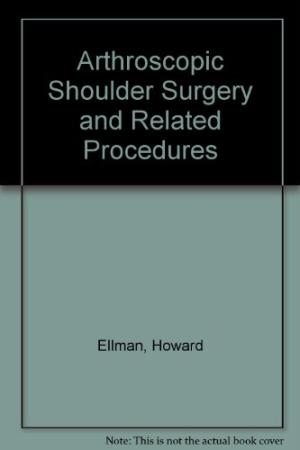 Arthroscopic
Shoulder Surgery
and Related
Procedures
Ellman, Howard
Note: This is not the actual book cover